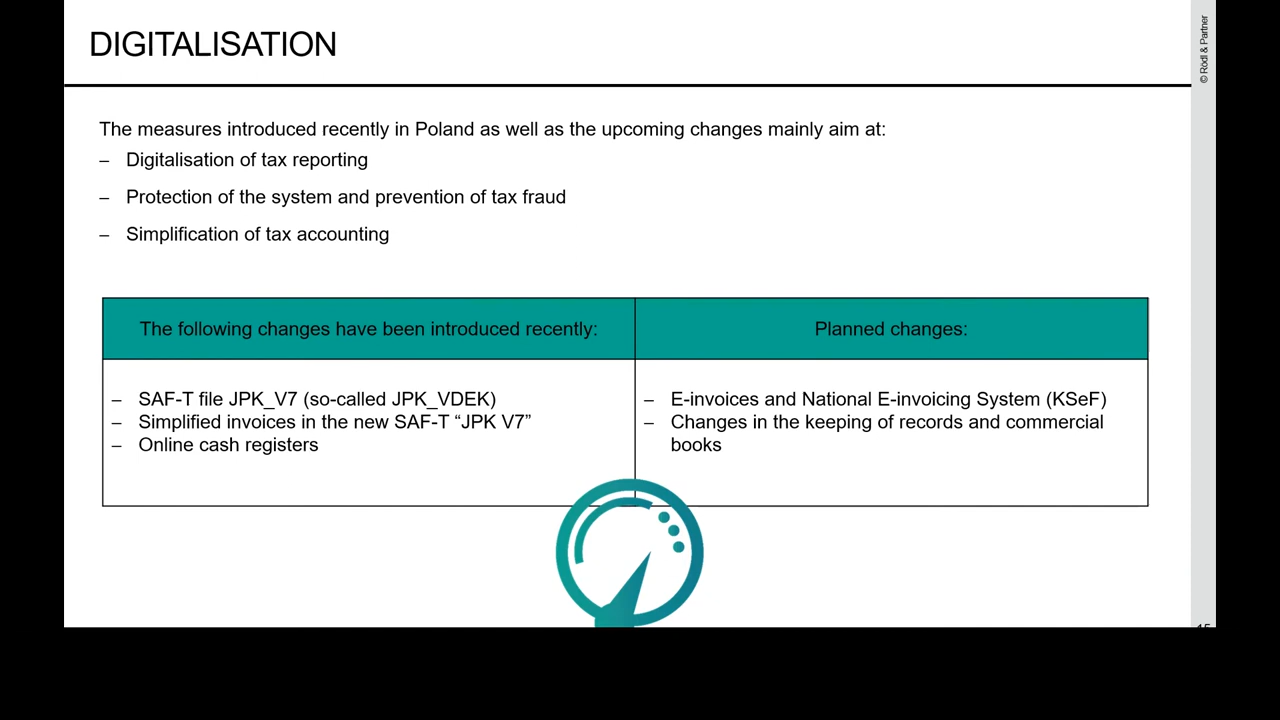 DIGITALISATION
© Rödl & Partner
The measures introduced recently in Poland as well as the upcoming changes mainly aim at:
– Digitalisation of tax reporting
– Protection of the system and prevention of tax fraud
– Simplification of tax accounting
The following changes have been introduced recently:
Planned changes:
– SAF-T file JPK_V7 (so-called JPK_VDEK)
– Simplified invoices in the new SAF-T “JPK V7”
– Online cash registers
– E-invoices and National E-invoicing System (KSeF)
– Changes in the keeping of records and commercial
books